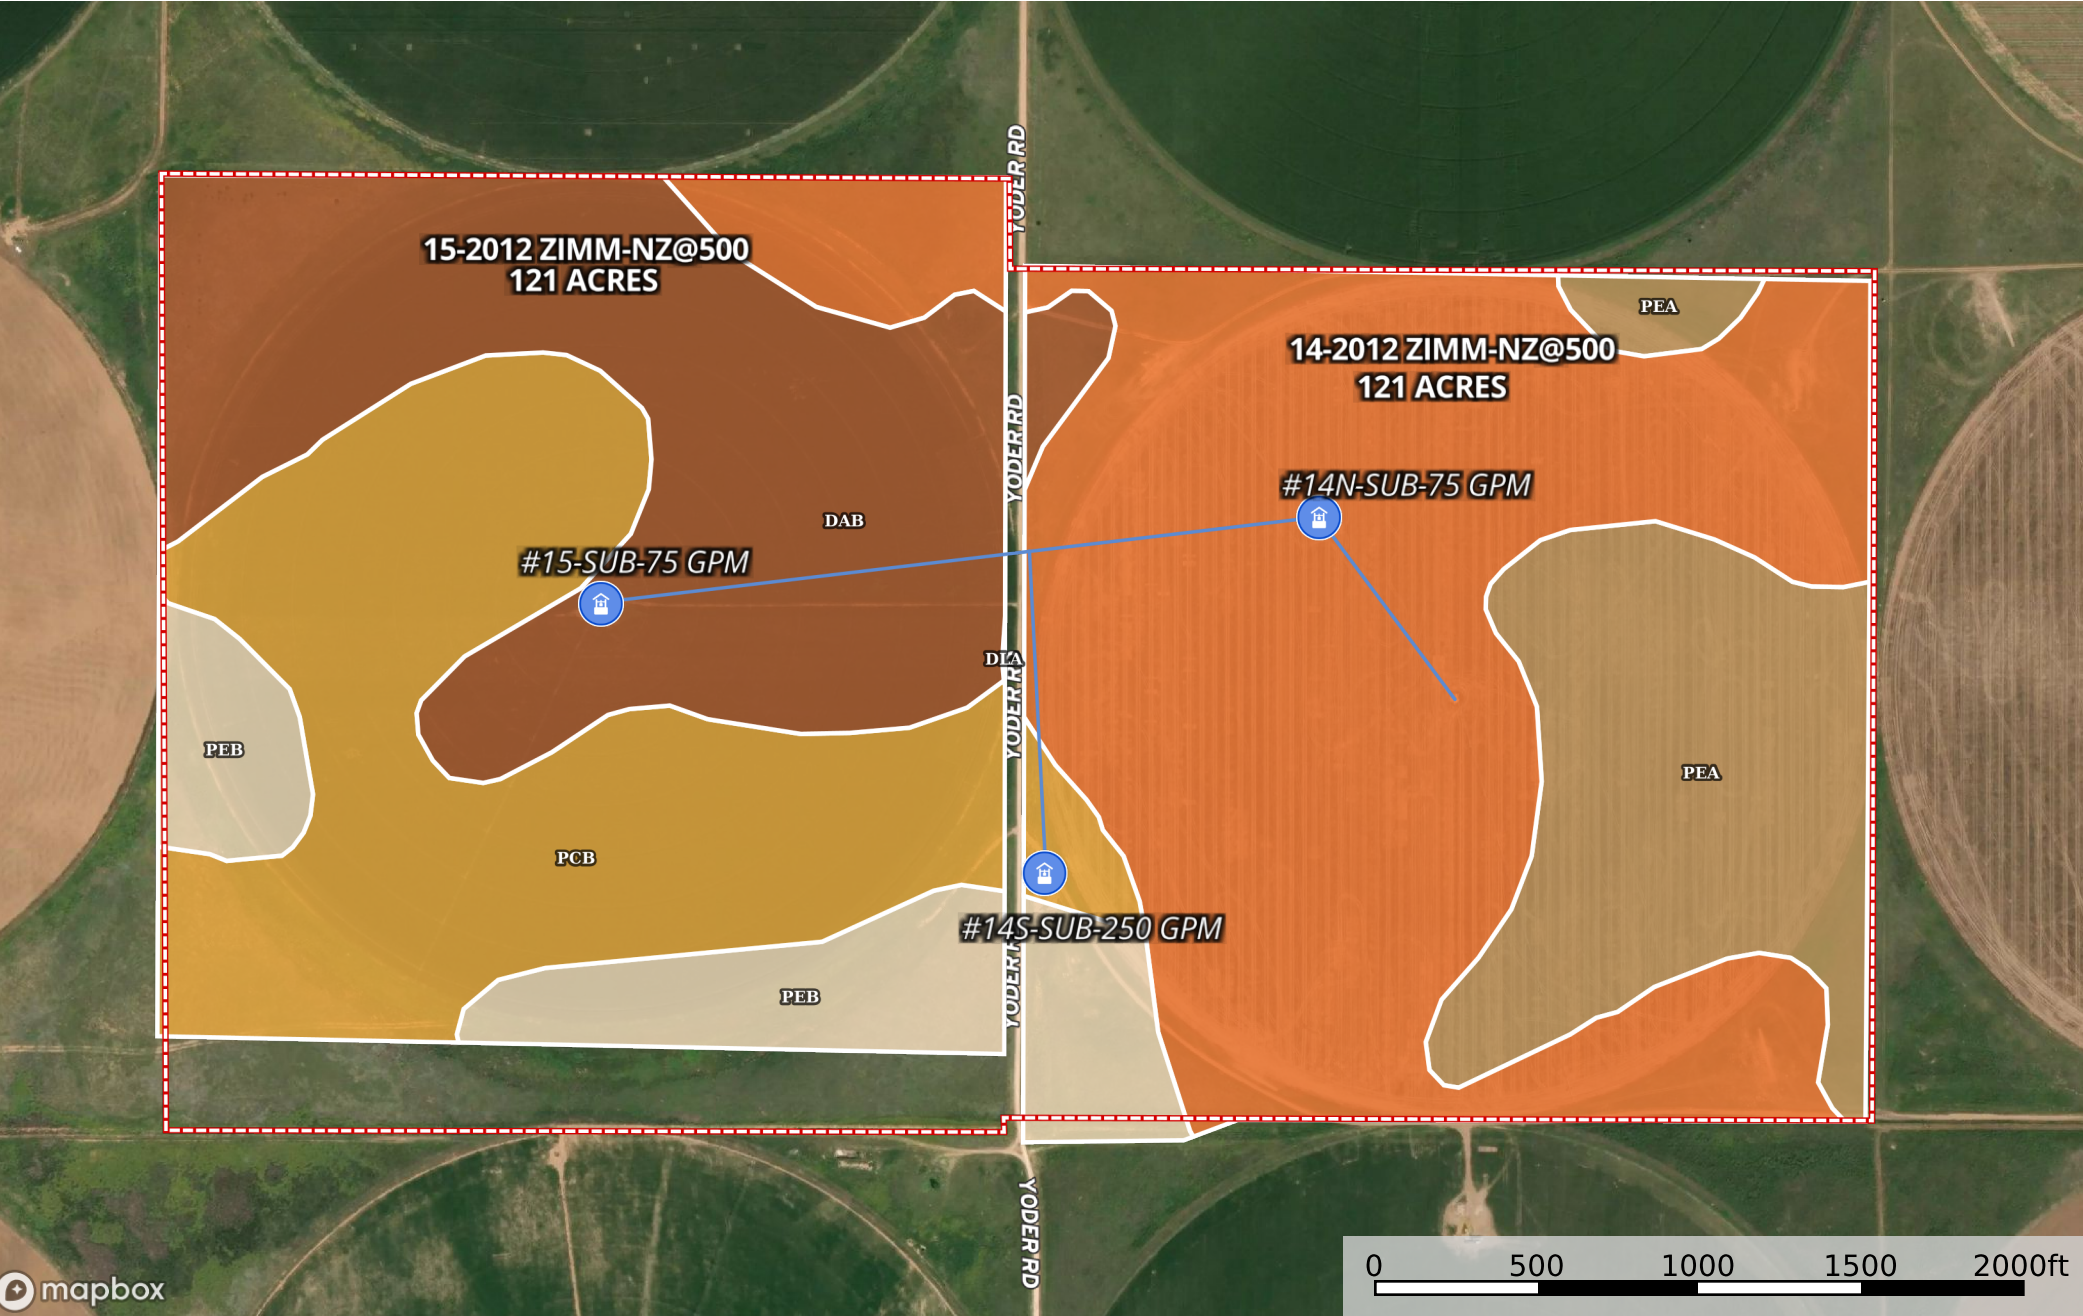 YODER RD
15-2012 ZIMM-NZ@500
121 ACRES
PEA
14-2012 ZIMM-NZ@500
121 ACRES
YODER RD
#14N-SUB-75 GPM
DAB
#15-SUB-75 GPM
DLA
YODER RD
PEB
PEA
PCB
#14S-SUB-250 GPM
YODER RD
PEB
YODER RD
0 500 1000 1500 2000ft
mapbox